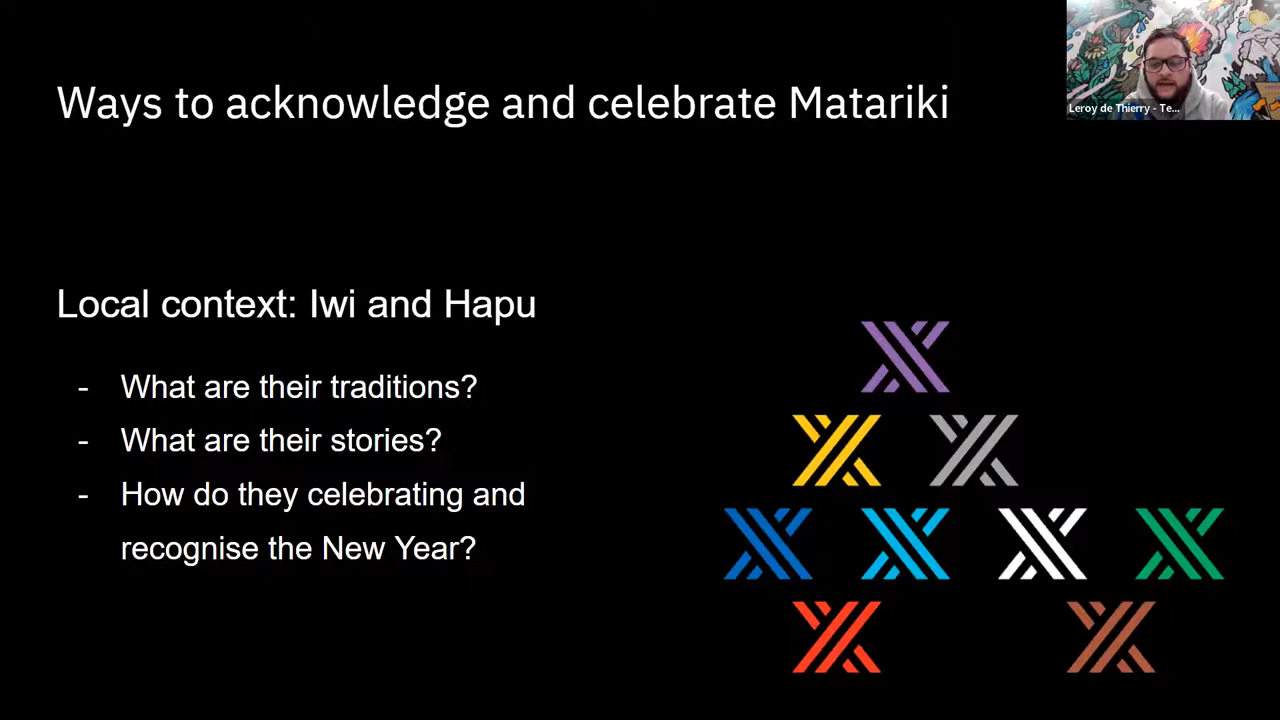 Ways to acknowledge and celebrate Matariki
Leroy de Thierry - Te...
Local context: Iwi and Hapu
- What are their traditions?
- What are their stories?
- How do they celebrating and
recognise the New Year?